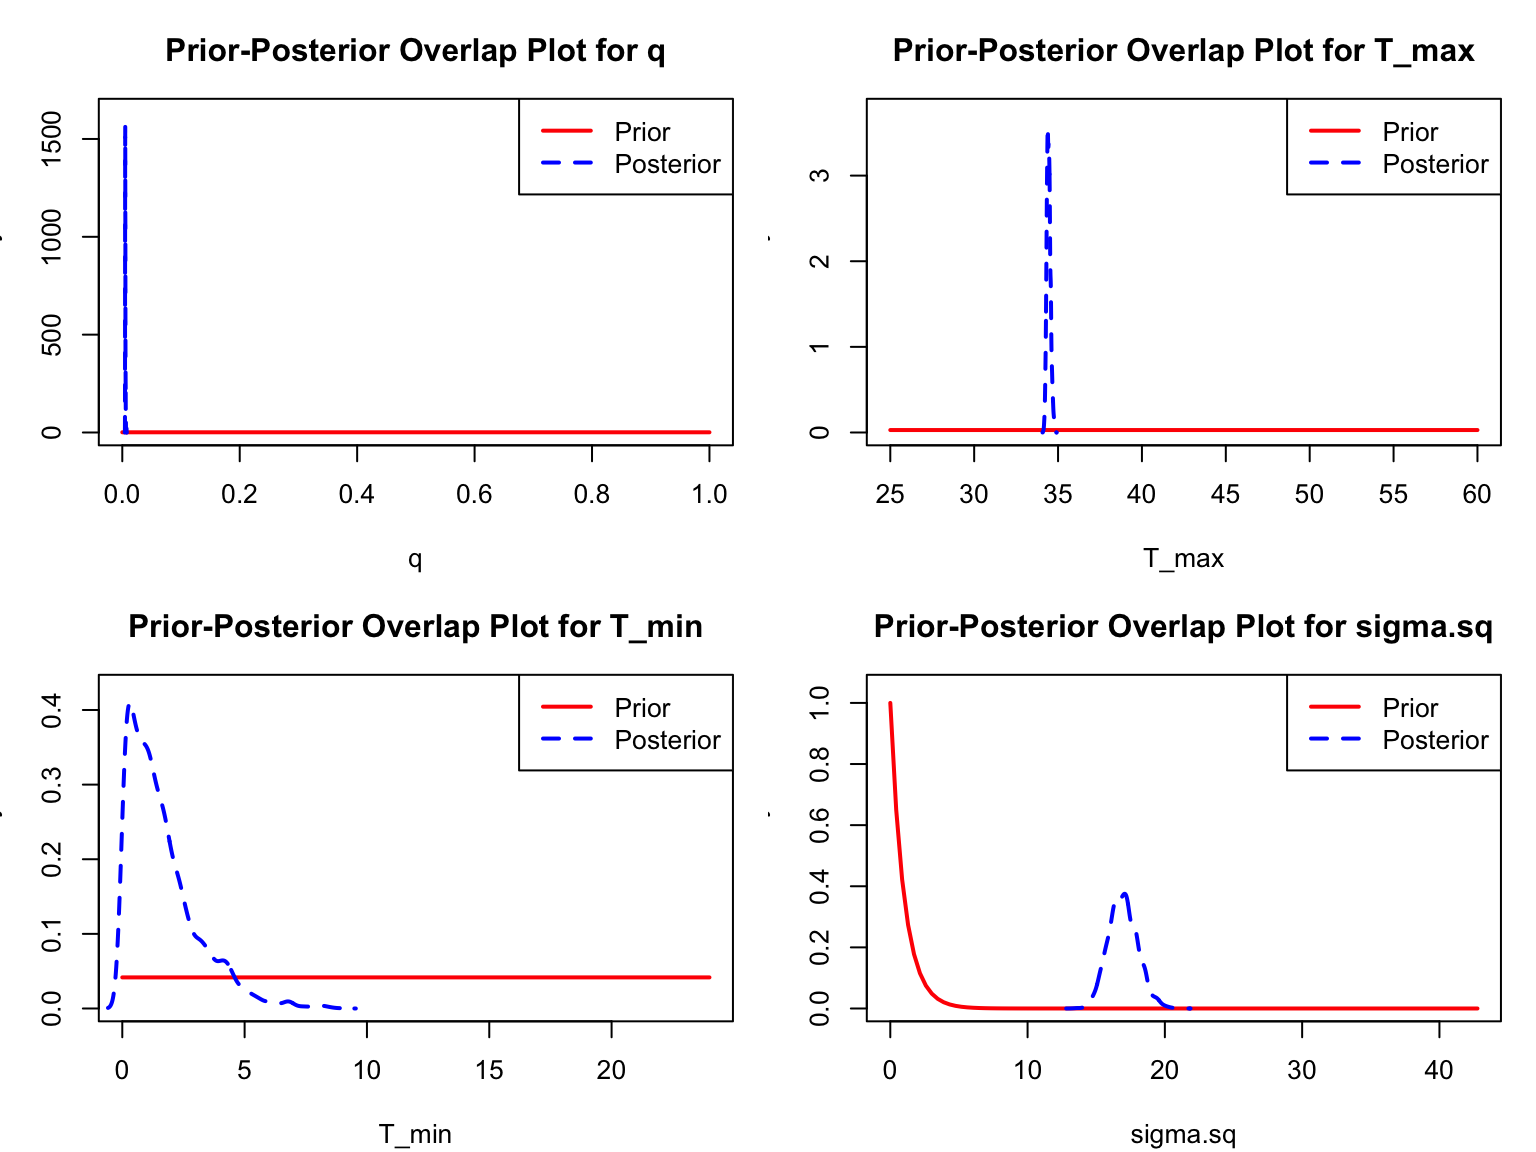 Prior-Posterior Overlap Plot for q
Prior
Posterior
1500
1000
500
0
0.0 0.2 0.4 0.6 0.8 1.0
q
Prior-Posterior Overlap Plot for T_max
Prior
Posterior
3
2
1
0
25 30 35 40 45 50 55 60
T_max
Prior-Posterior Overlap Plot for T_min
Prior
Posterior
0.4
0.3
0.2
0.1
0.0
0 5 10 15 20
T_min
Prior-Posterior Overlap Plot for sigma.sq
Prior
Posterior
1.0
0.8
0.6
0.4
0.2
0.0
0 10 20 30 40
sigma.sq